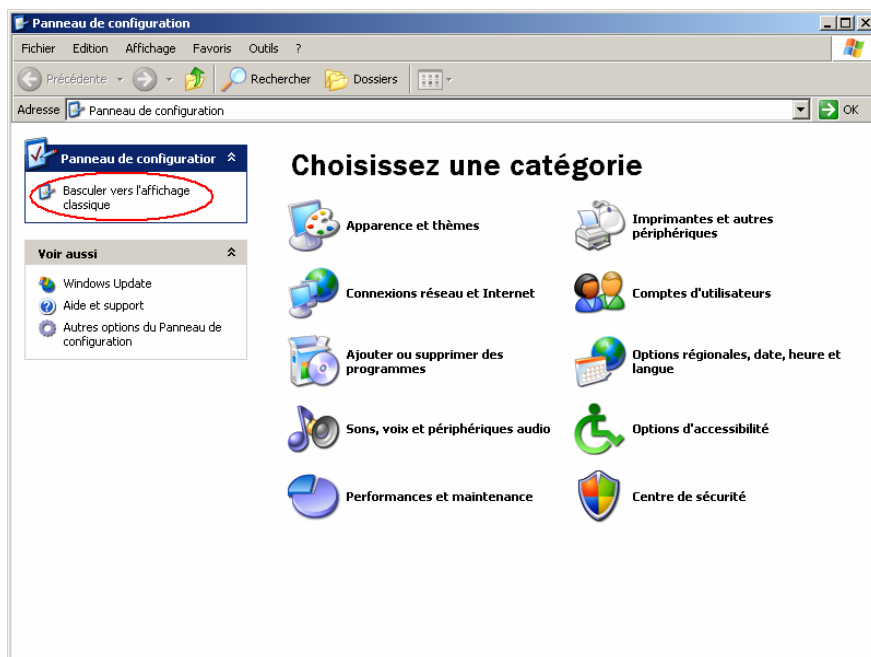 Panneau de configuration
Fichier Edition Affichage Favoris Outils ?
Précédente Rechercher Dossiers
Adresse Panneau de configuration OK
Panneau de configuration
Basculer vers l'affichage
classique
Voir aussi
Windows Update
Aide et support
Autres options du Panneau de
configuration
Choisissez une catégorie
Apparence et thèmes
Imprimantes et autres
périphériques
Connexions réseau et Internet
Comptes d'utilisateurs
Ajouter ou supprimer des
programmes
Options régionales, date, heure et
langue
Sons, voix et périphériques audio
Options d'accessibilité
Performances et maintenance
Centre de sécurité